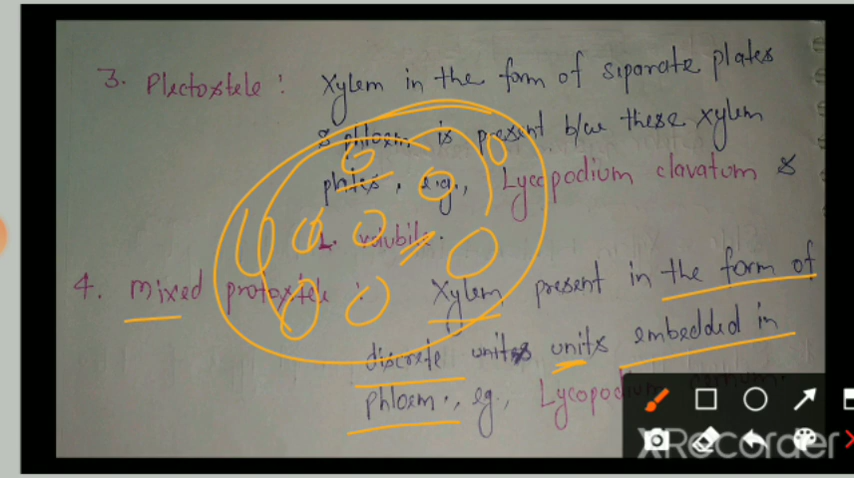 3. Plectostele : Xylem in the form of separate plates
& phloem is present b/w these xylem
plates, e.g., Lycopodium clavatum &
L. volubile.
4. mixed protostele : Xylem present in the form of
discrete units units embedded in
phloem., eg.,
XRecorder